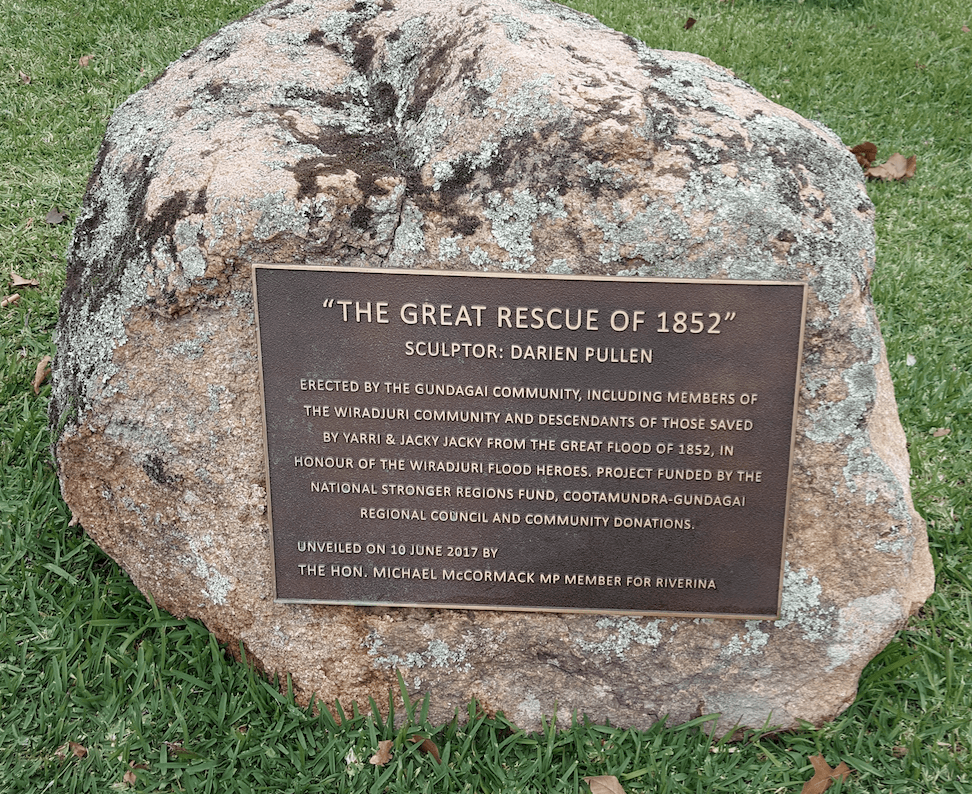 “THE GREAT RESCUE OF 1852”
SCULPTOR: DARIEN PULLEN
ERECTED BY THE GUNDAGAI COMMUNITY, INCLUDING MEMBERS OF
THE WIRADJURI COMMUNITY AND DESCENDANTS OF THOSE SAVED
BY YARRI & JACKY JACKY FROM THE GREAT FLOOD OF 1852, IN
HONOUR OF THE WIRADJURI FLOOD HEROES. PROJECT FUNDED BY THE
NATIONAL STRONGER REGIONS FUND, COOTAMUNDRA-GUNDAGAI
REGIONAL COUNCIL AND COMMUNITY DONATIONS.
UNVEILED ON 10 JUNE 2017 BY
THE HON. MICHAEL McCORMACK MP MEMBER FOR RIVERINA